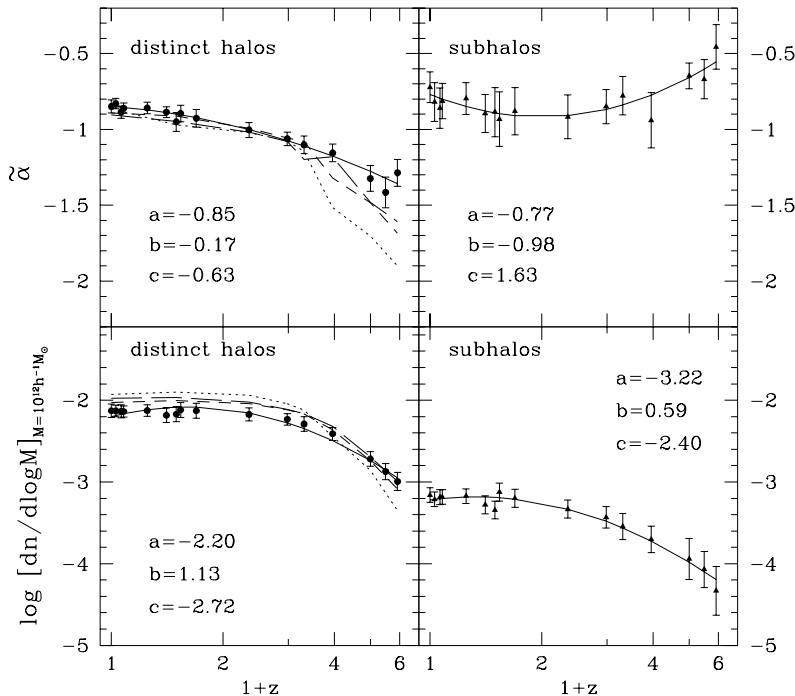 distinct halos
subhalos
−0.5
−1
−1.5
−2
α̃
a=−0.85
b=−0.17
c=−0.63
a=−0.77
b=−0.98
c=1.63
−0.5
−1
−1.5
−2
distinct halos
subhalos
−2
−3
−4
−5
log [dn/dlogM]M=10¹²h⁻¹M⊙
a=−2.20
b=1.13
c=−2.72
a=−3.22
b=0.59
c=−2.40
−2
−3
−4
−5
1 2 4 6
1 2 4 6
1+z
1+z